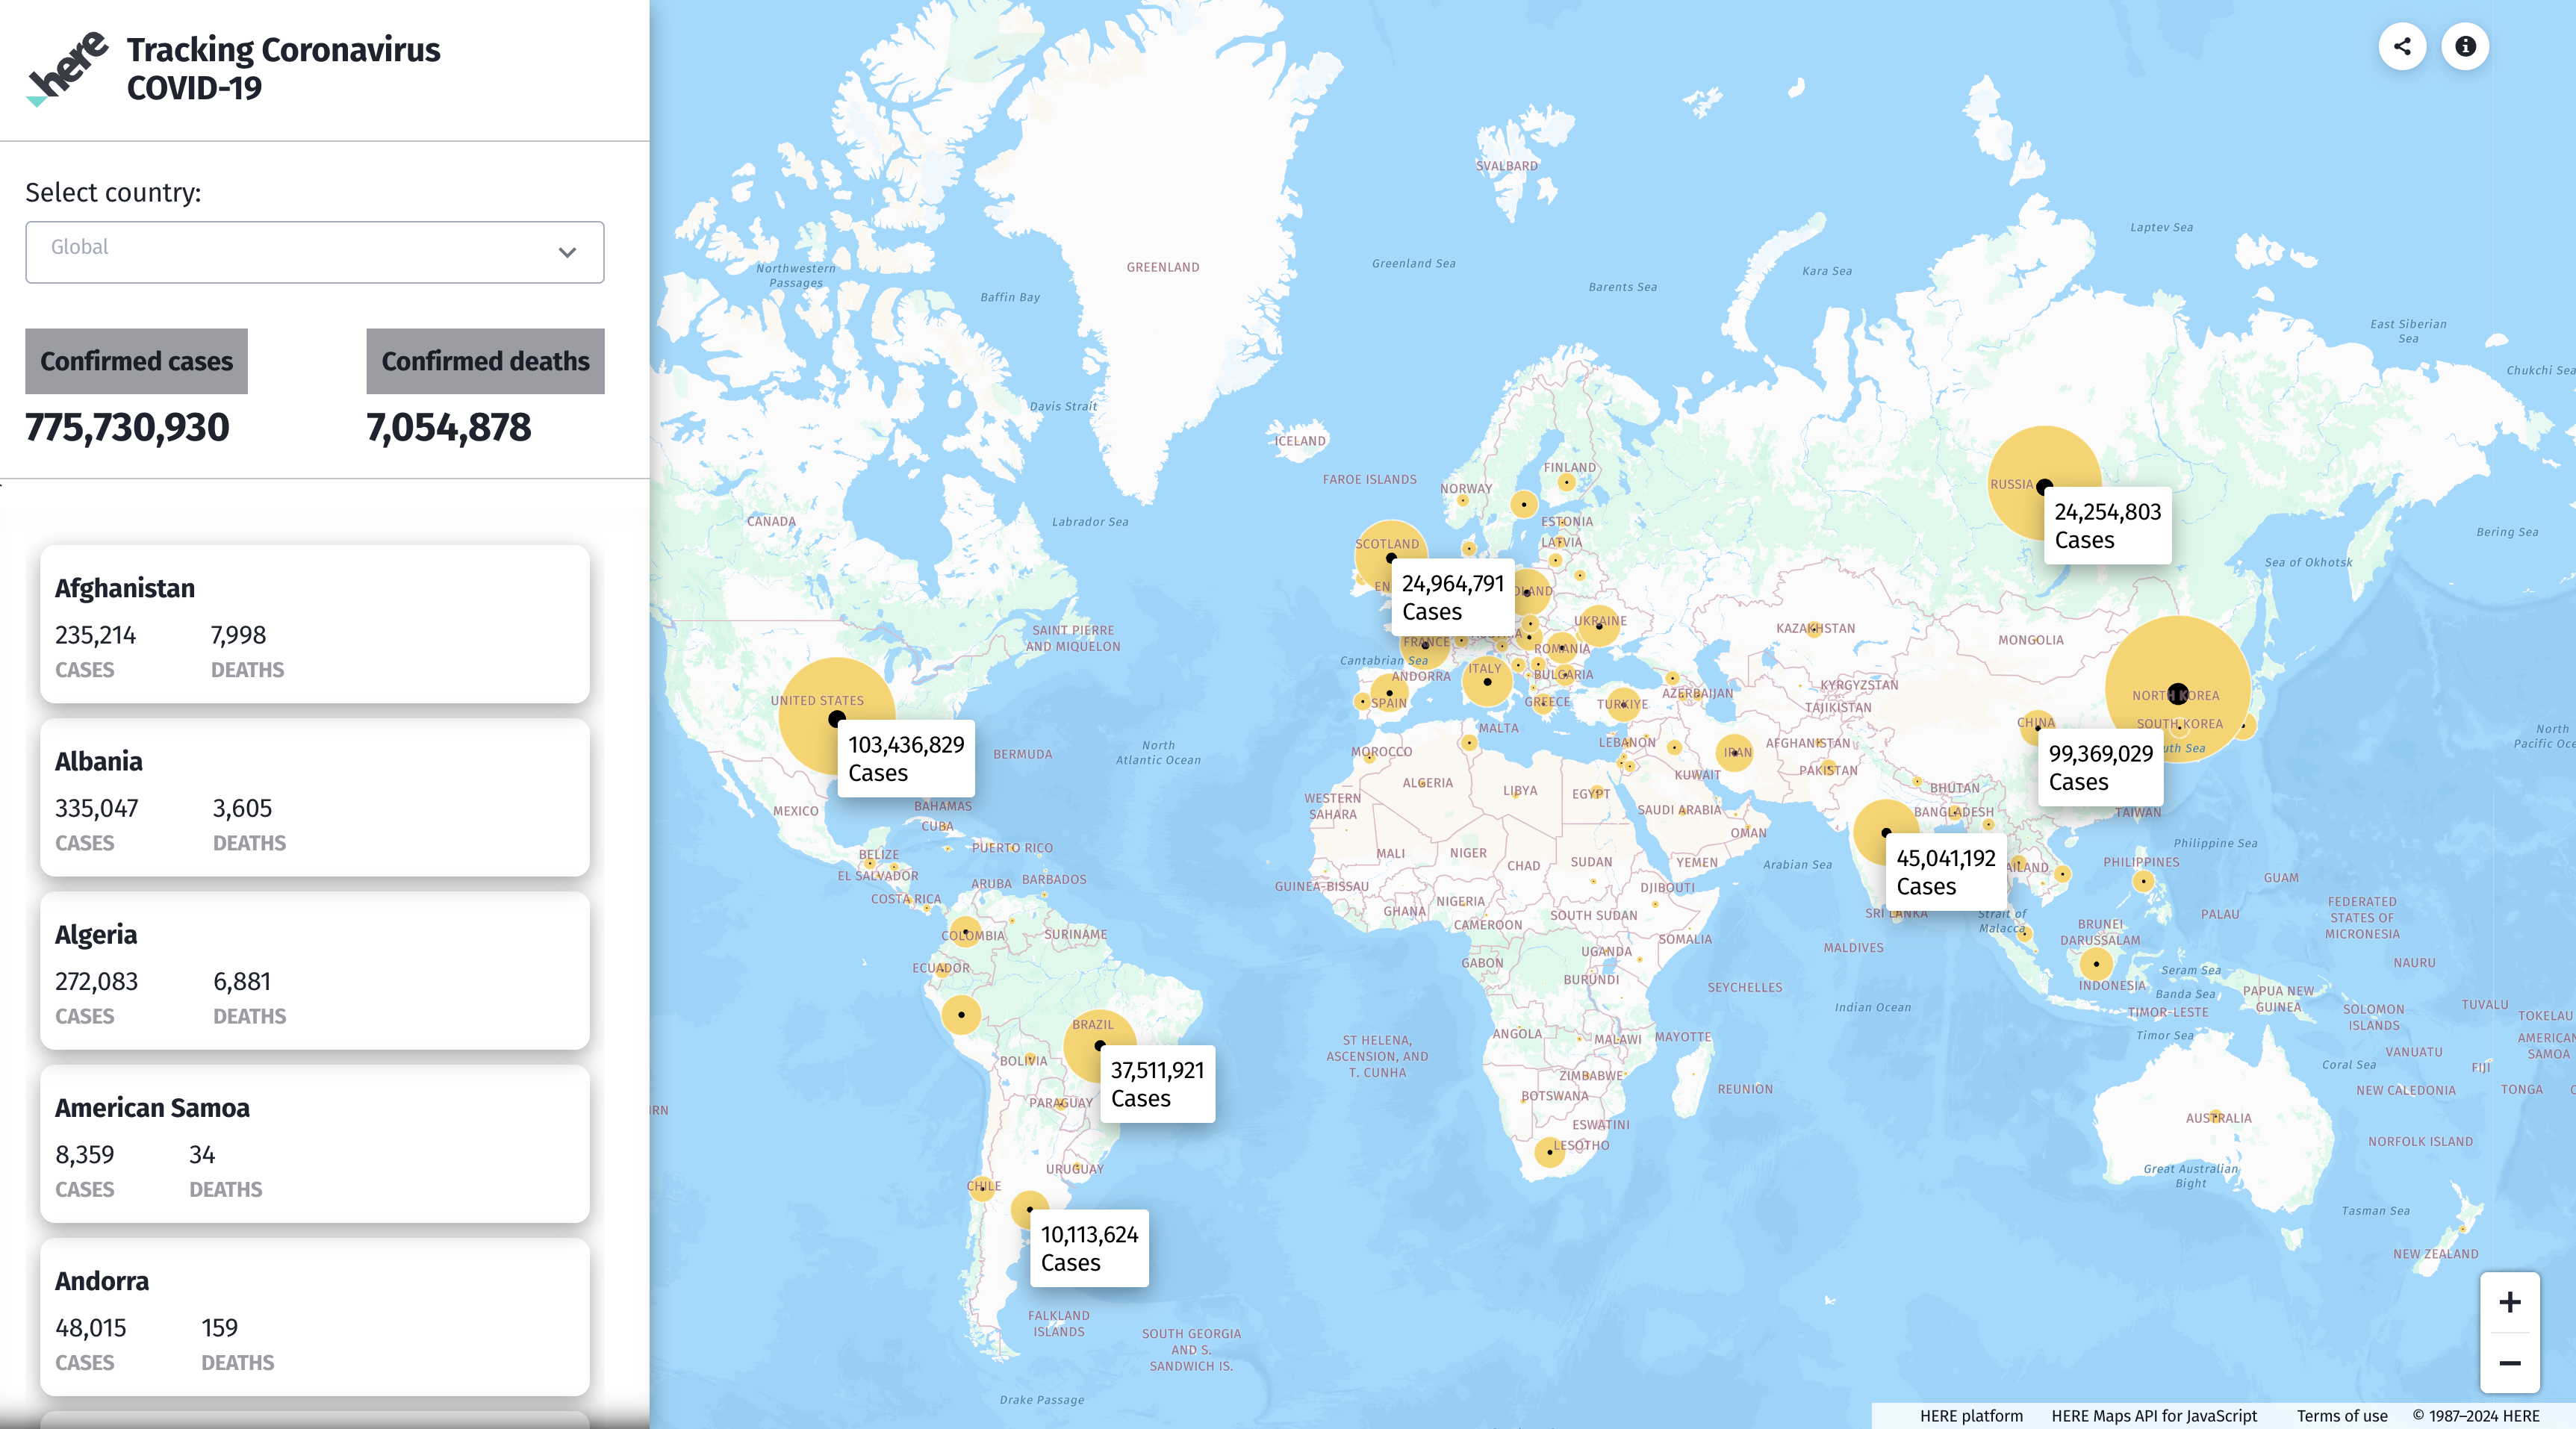 here
Tracking Coronavirus
COVID-19
Select country:
Global
Confirmed cases
775,730,930
Confirmed deaths
7,054,878
Afghanistan
235,214
CASES
7,998
DEATHS
Albania
335,047
CASES
3,605
DEATHS
Algeria
272,083
CASES
6,881
DEATHS
American Samoa
8,359
CASES
34
DEATHS
Andorra
48,015
CASES
159
DEATHS
SVALBARD
Laptev Sea
Northwestern
Passages
Baffin Bay
GREENLAND
Greenland Sea
Barents Sea
Kara Sea
East Siberian
Sea
Chukchi Sea
Davis Strait
ICELAND
FAROE ISLANDS
NORWAY
FINLAND
RUSSIA
24,254,803
Cases
CANADA
Labrador Sea
SCOTLAND
ESTONIA
LATVIA
Bering Sea
Sea of Okhotsk
EN
24,964,791
Cases
UKRAINE
SAINT PIERRE
AND MIQUELON
FRANCE
ROMANIA
KAZAKHSTAN
MONGOLIA
Cantabrian Sea
ANDORRA
ITALY
BULGARIA
KYRGYZSTAN
UNITED STATES
SPAIN
GREECE
TÜRKIYE
AZERBAIJAN
TAJIKISTAN
NORTH KOREA
SOUTH KOREA
CHINA
103,436,829
Cases
BERMUDA
North
Atlantic Ocean
MALTA
MOROCCO
LEBANON
IRAN
AFGHANISTAN
99,369,029
Cases
uth Sea
North
Pacific Oce
KUWAIT
PAKISTAN
MEXICO
BAHAMAS
CUBA
WESTERN
SAHARA
ALGERIA
LIBYA
EGYPT
SAUDI ARABIA
OMAN
BHUTAN
BANGLADESH
TAIWAN
BELIZE
PUERTO RICO
EL SALVADOR
ARUBA
BARBADOS
COSTA RICA
MALI
NIGER
CHAD
SUDAN
YEMEN
Arabian Sea
45,041,192
Cases
AILAND
PHILIPPINES
Philippine Sea
GUAM
GUINEA-BISSAU
DJIBOUTI
GHANA
NIGERIA
CAMEROON
SOUTH SUDAN
SRI LANKA
Strait of
Malacca
PALAU
FEDERATED
STATES OF
MICRONESIA
COLOMBIA
SURINAME
SOMALIA
MALDIVES
BRUNEI
DARUSSALAM
ECUADOR
GABON
UGANDA
BURUNDI
SEYCHELLES
Indian Ocean
INDONESIA
Seram Sea
Banda Sea
TIMOR-LESTE
Timor Sea
PAPUA NEW
GUINEA
NAURU
SOLOMON
ISLANDS
TUVALU
TOKELAU
AMERICAN
SAMOA
BRAZIL
37,511,921
Cases
BOLIVIA
ST HELENA,
ASCENSION, AND
T. CUNHA
ANGOLA
MALAWI
MAYOTTE
ZIMBABWE
BOTSWANA
REUNION
VANUATU
Coral Sea
FIJI
NEW CALEDONIA
TONGA
IRN
PARAGUAY
ESWATINI
LESOTHO
AUSTRALIA
NORFOLK ISLAND
URUGUAY
CHILE
Great Australian
Bight
Tasman Sea
10,113,624
Cases
NEW ZEALAND
FALKLAND
ISLANDS
SOUTH GEORGIA
AND S.
SANDWICH IS.
Drake Passage
+
−
HERE platform
HERE Maps API for JavaScript
Terms of use
© 1987–2024 HERE